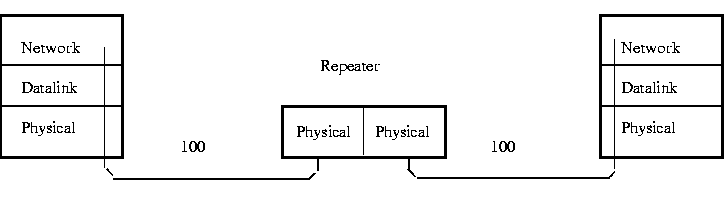 Network
Datalink
Physical
100
Repeater
Physical
Physical
100
Network
Datalink
Physical